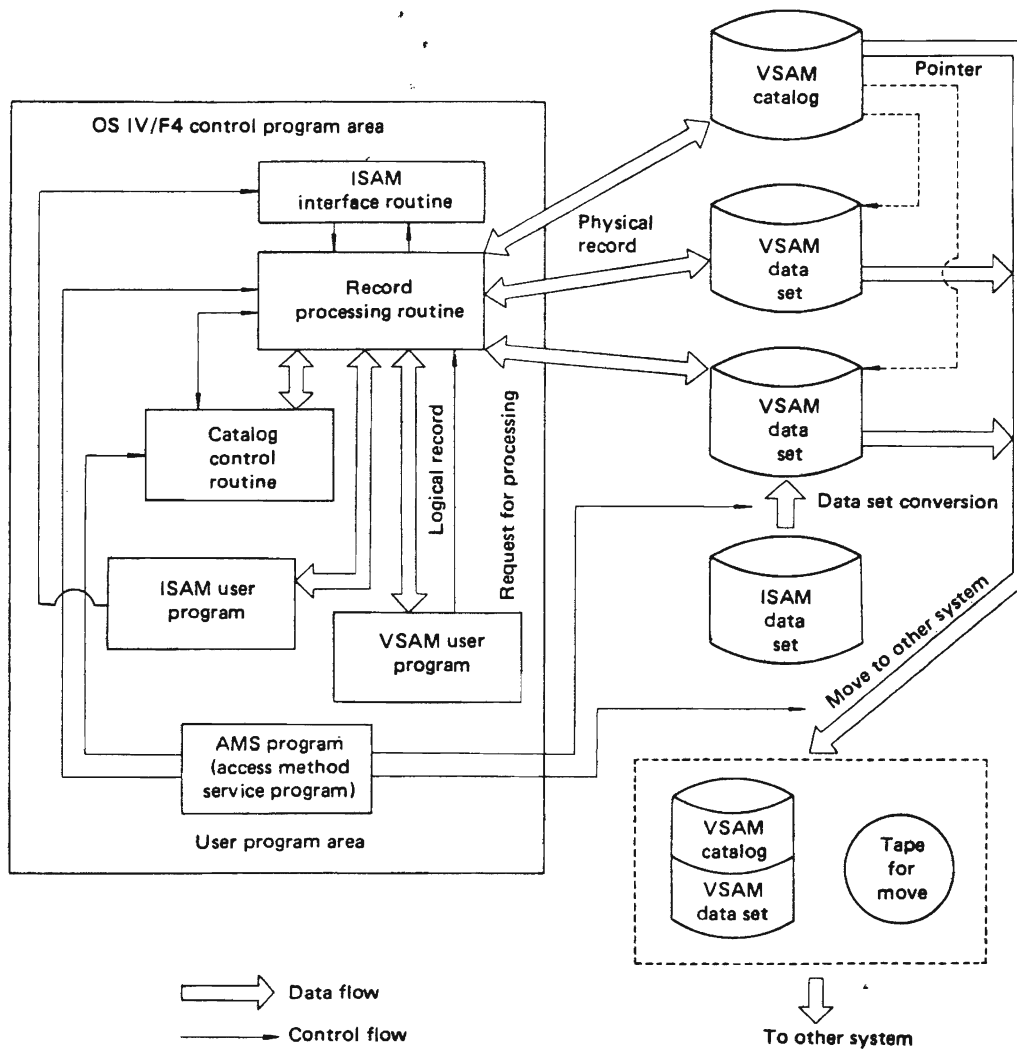 VSAM
catalog
Pointer
OS IV/F4 control program area
ISAM
interface routine
Physical
record
VSAM
data
set
Record
processing routine
VSAM
data
set
Catalog
control
routine
Logical record
Request for processing
Data set conversion
ISAM user
program
ISAM
data
set
VSAM user
program
Move to other system
AMS program
(access method
service program)
User program area
VSAM
catalog
VSAM
data set
Tape
for
move
Data flow
Control flow
To other system